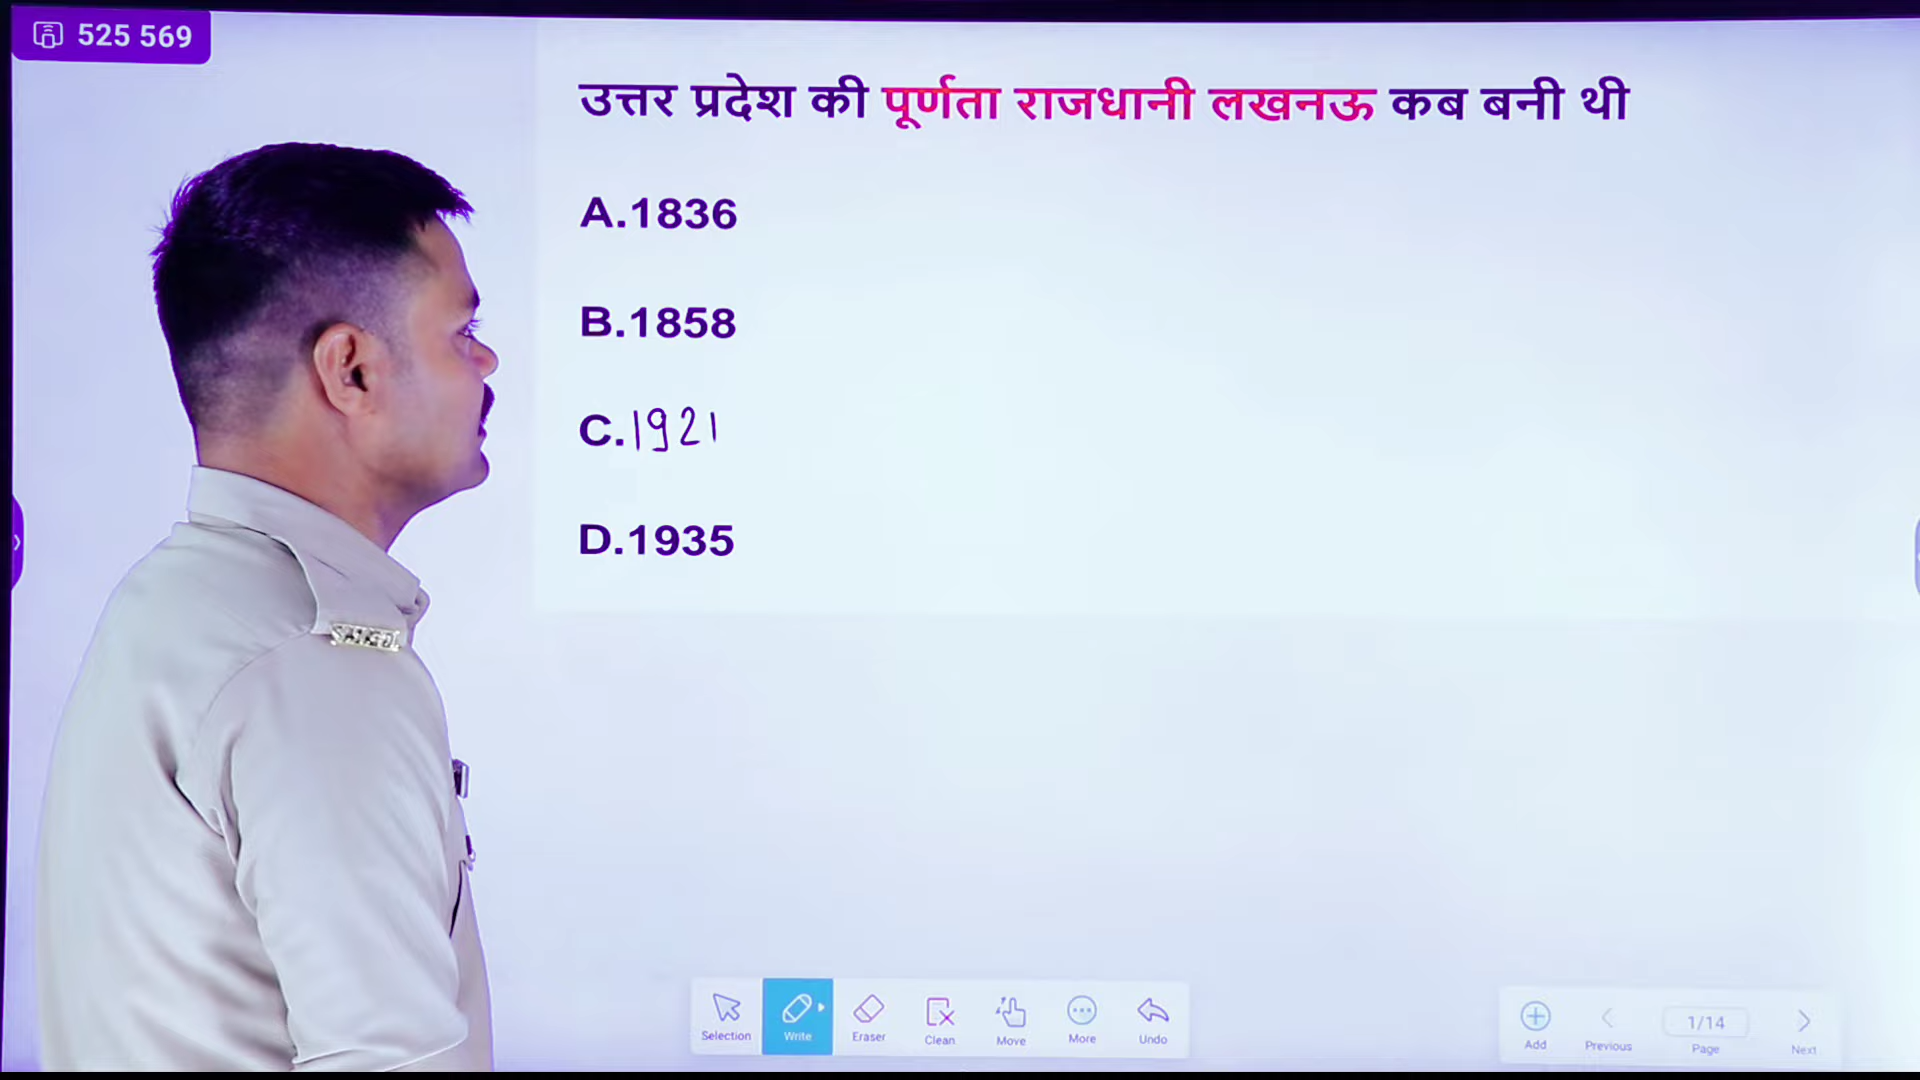 525 569
उत्तर प्रदेश की पूर्णता राजधानी लखनऊ कब बनी थी
A.1836
B.1858
C.1921
D.1935
Selection
Write
Eraser
Clean
Move
More
Undo
Add
Previous
1/14
Page
Next